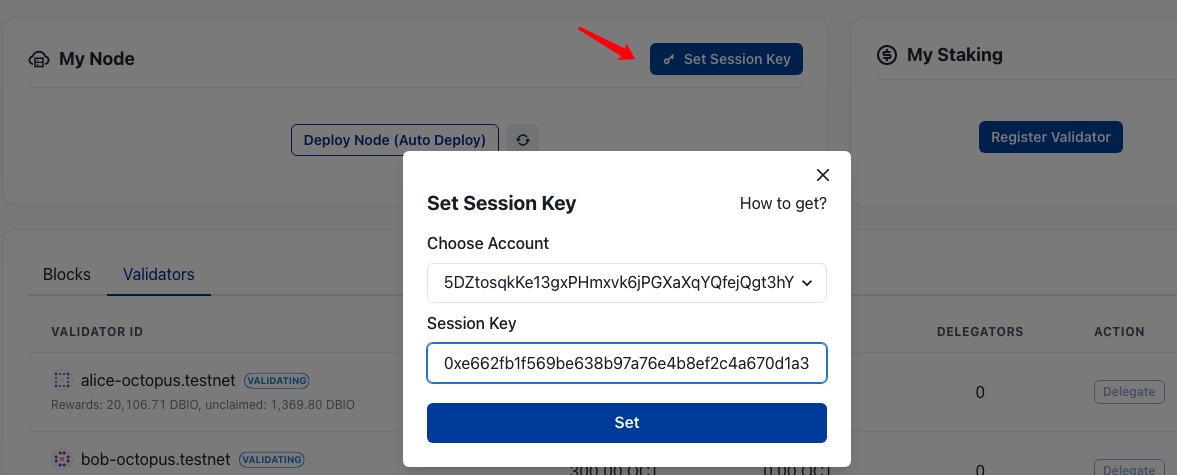 My Node
Set Session Key
My Staking
Deploy Node (Auto Deploy)
Register Validator
Set Session Key
How to get?
Choose Account
5DZtosqkKe13gxPHmxvk6jPGXaXqYQfejQgt3hY
Session Key
0xe662fb1f569be638b97a76e4b8ef2c4a670d1a3
Set
Blocks
Validators
VALIDATOR ID
DELEGATORS
ACTION
alice-octopus.testnet
VALIDATING
0
Delegate
Rewards: 20,106.71 DBIO, unclaimed: 1,369.80 DBIO
bob-octopus.testnet
VALIDATING
0
Delegate